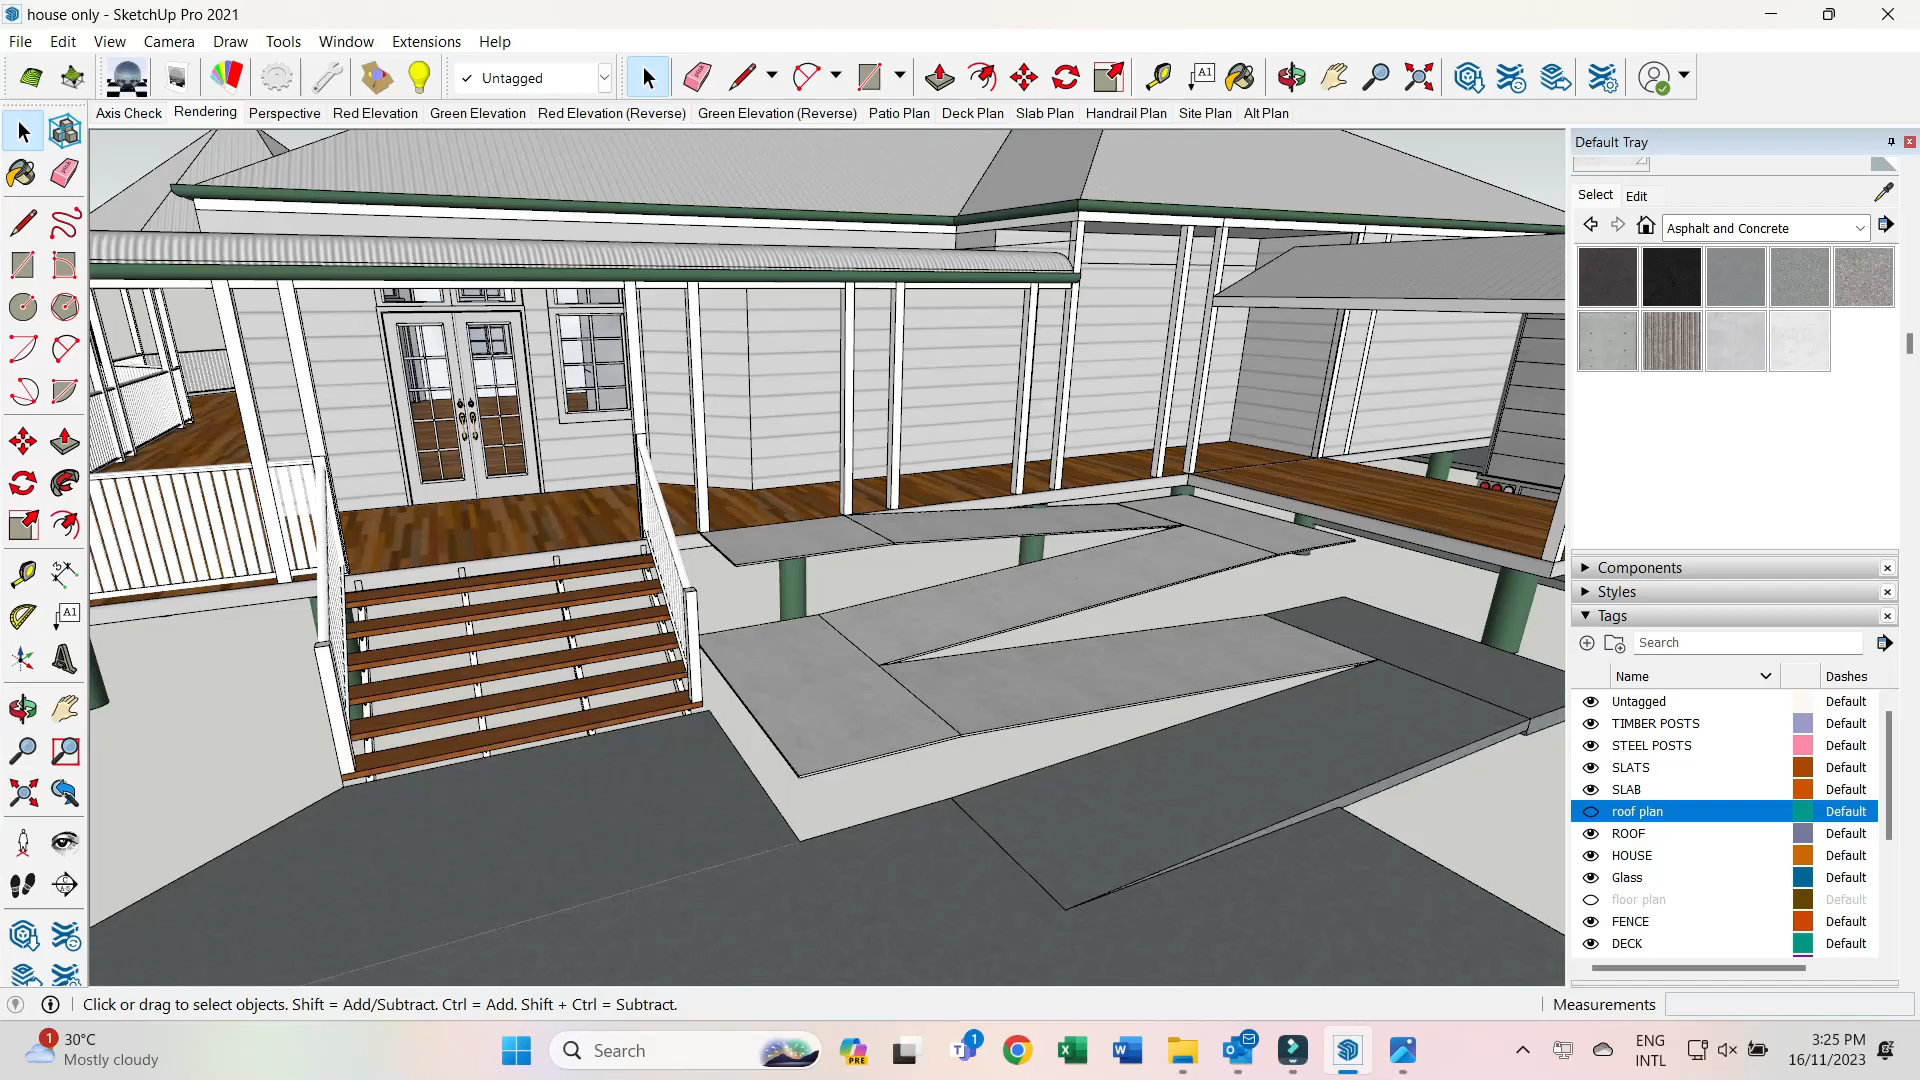 house only - SketchUp Pro 2021
File Edit View Camera Draw Tools Window Extensions Help
Untagged
A1
Axis Check Rendering Perspective Red Elevation Green Elevation Red Elevation (Reverse) Green Elevation (Reverse) Patio Plan Deck Plan Slab Plan Handrail Plan Site Plan Alt Plan
Default Tray
Select Edit
Asphalt and Concrete
A1
Components
Styles
Tags
Search
Name Dashes
Untagged Default
TIMBER POSTS Default
STEEL POSTS Default
SLATS Default
SLAB Default
roof plan Default
ROOF Default
HOUSE Default
Glass Default
floor plan Default
FENCE Default
DECK Default
Click or drag to select objects. Shift = Add/Subtract. Ctrl = Add. Shift + Ctrl = Subtract.
Measurements
1
30°C
Mostly cloudy
Search
PRE
1
ENG
INTL
3:25 PM
16/11/2023